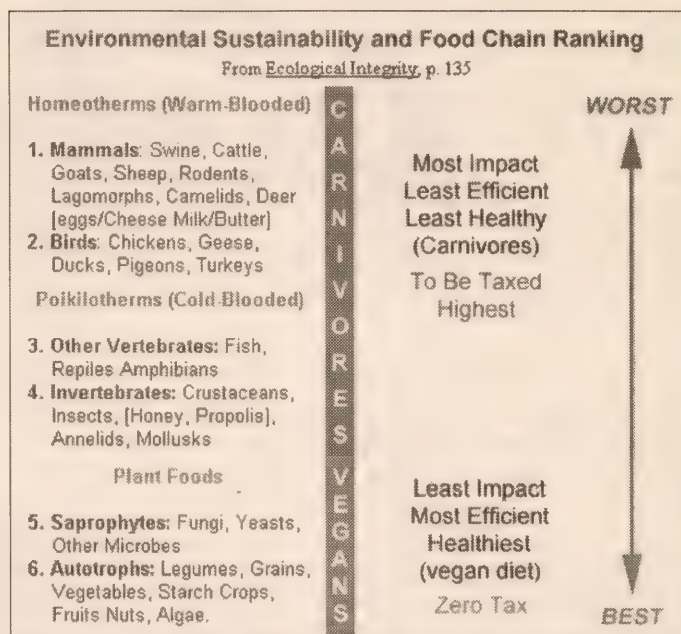 Environmental Sustainability and Food Chain Ranking
From Ecological Integrity, p. 135
Homeotherms (Warm-Blooded)
1. Mammals: Swine, Cattle,
Goats, Sheep, Rodents,
Lagomorphs, Camelids, Deer
[eggs/Cheese Milk/Butter]
2. Birds: Chickens, Geese,
Ducks, Pigeons, Turkeys
Poikilotherms (Cold-Blooded)
3. Other Vertebrates: Fish,
Repiles Amphibians
4. Invertebrates: Crustaceans,
Insects, [Honey, Propolis],
Annelids, Mollusks
Plant Foods
5. Saprophytes: Fungi, Yeasts,
Other Microbes
6. Autotrophs: Legumes, Grains,
Vegetables, Starch Crops,
Fruits Nuts, Algae.
CARNIVORES
VEGANS
Most Impact
Least Efficient
Least Healthy
(Carnivores)
To Be Taxed
Highest
Least Impact
Most Efficient
Healthiest
(vegan diet)
Zero Tax
WORST
BEST